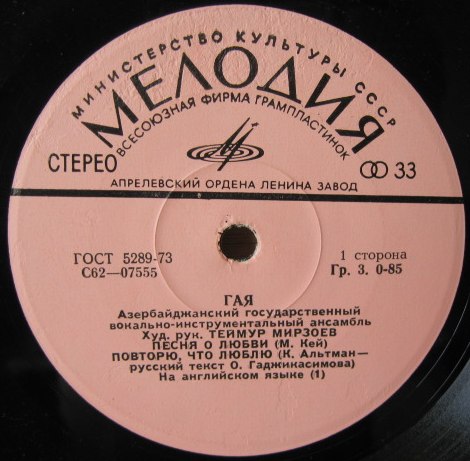 МИНИСТЕРСТВО КУЛЬТУРЫ СССР
МЕЛОДИЯ
ВСЕСОЮЗНАЯ ФИРМА ГРАМПЛАСТИНОК
СТЕРЕО
33
АПРЕЛЕВСКИЙ ОРДЕНА ЛЕНИНА ЗАВОД
ГОСТ 5289-73
С62—07555
1 сторона
Гр. 3. 0-85
ГАЯ
Азербайджанский государственный
вокально-инструментальный ансамбль
Худ. рук. ТЕЙМУР МИРЗОЕВ
ПЕСНЯ О ЛЮБВИ (М. Кей)
ПОВТОРЮ, ЧТО ЛЮБЛЮ (К. Альтман—
русский текст О. Гаджикасимова)
На английском языке (1)